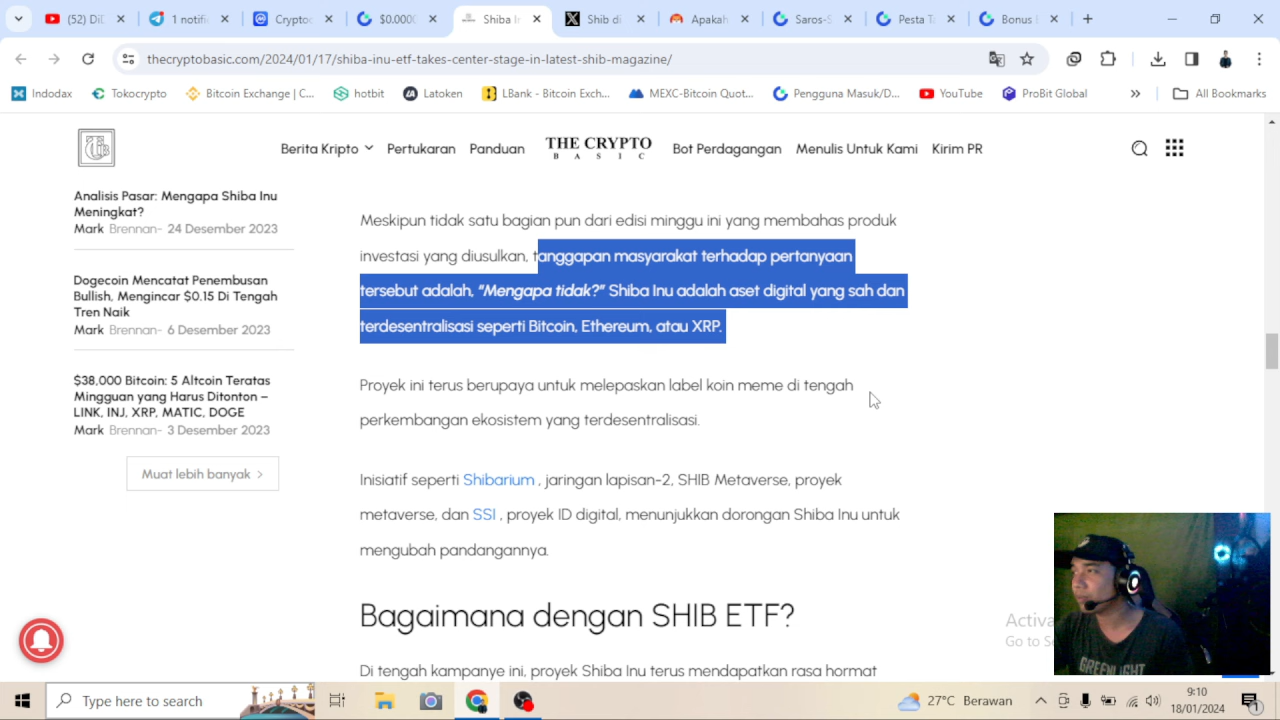 (52) Di
1 notifi
Crypto
$0.000
Shiba In
Shib di
Apakah
Saros-S
Pesta T
Bonus
thecryptobasic.com/2024/01/17/shiba-inu-etf-takes-center-stage-in-latest-shib-magazine/
Indodax
Tokocrypto
Bitcoin Exchange | C...
hotbit
Latoken
LBank - Bitcoin Exch...
MEXC-Bitcoin Quot...
Pengguna Masuk/D...
YouTube
ProBit Global
All Bookmarks
Berita Kripto
Pertukaran
Panduan
THE CRYPTO
BASIC
Bot Perdagangan
Menulis Untuk Kami
Kirim PR
Analisis Pasar: Mengapa Shiba Inu
Meningkat?
Mark Brennan- 24 Desember 2023
Dogecoin Mencatat Penembusan
Bullish, Mengincar $0.15 Di Tengah
Tren Naik
Mark Brennan- 6 Desember 2023
$38,000 Bitcoin: 5 Altcoin Teratas
Mingguan yang Harus Ditonton –
LINK, INJ, XRP, MATIC, DOGE
Mark Brennan- 3 Desember 2023
Muat lebih banyak
Meskipun tidak satu bagian pun dari edisi minggu ini yang membahas produk
investasi yang diusulkan, tanggapan masyarakat terhadap pertanyaan
tersebut adalah, “Mengapa tidak?” Shiba Inu adalah aset digital yang sah dan
terdesentralisasi seperti Bitcoin, Ethereum, atau XRP.
Proyek ini terus berupaya untuk melepaskan label koin meme di tengah
perkembangan ekosistem yang terdesentralisasi.
Inisiatif seperti Shibarium , jaringan lapisan-2, SHIB Metaverse, proyek
metaverse, dan SSI , proyek ID digital, menunjukkan dorongan Shiba Inu untuk
mengubah pandangannya.
Bagaimana dengan SHIB ETF?
Di tengah kampanye ini, proyek Shiba Inu terus mendapatkan rasa hormat
Activa
Go to S
GREENLIGHT
Type here to search
27°C Berawan
9:10
18/01/2024